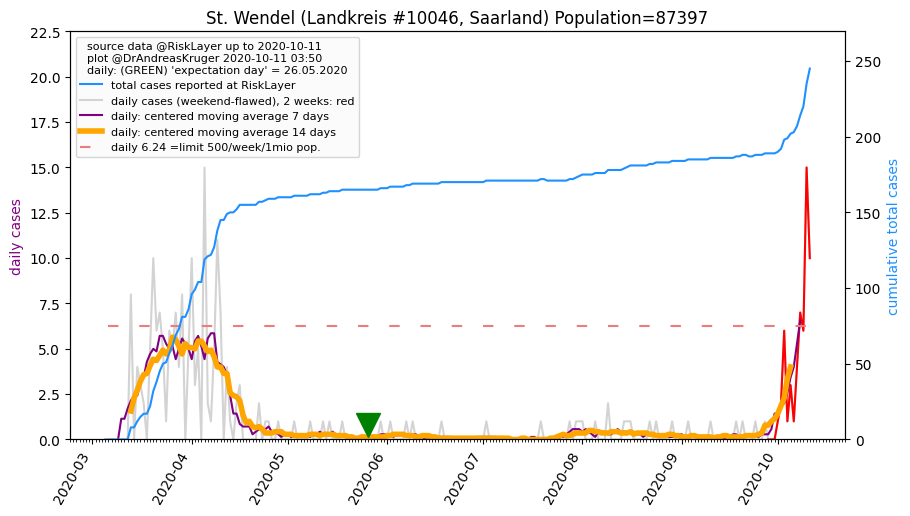 St. Wendel (Landkreis #10046, Saarland) Population=87397
source data @RiskLayer up to 2020-10-11
plot @DrAndreasKruger 2020-10-11 03:50
daily: (GREEN) 'expectation day' = 26.05.2020
total cases reported at RiskLayer
daily cases (weekend-flawed), 2 weeks: red
daily: centered moving average 7 days
daily: centered moving average 14 days
daily 6.24 =limit 500/week/1mio pop.
daily cases
22.5
20.0
17.5
15.0
12.5
10.0
7.5
5.0
2.5
0.0
250
200
150
100
50
0
cumulative total cases
2020-03
2020-04
2020-05
2020-06
2020-07
2020-08
2020-09
2020-10